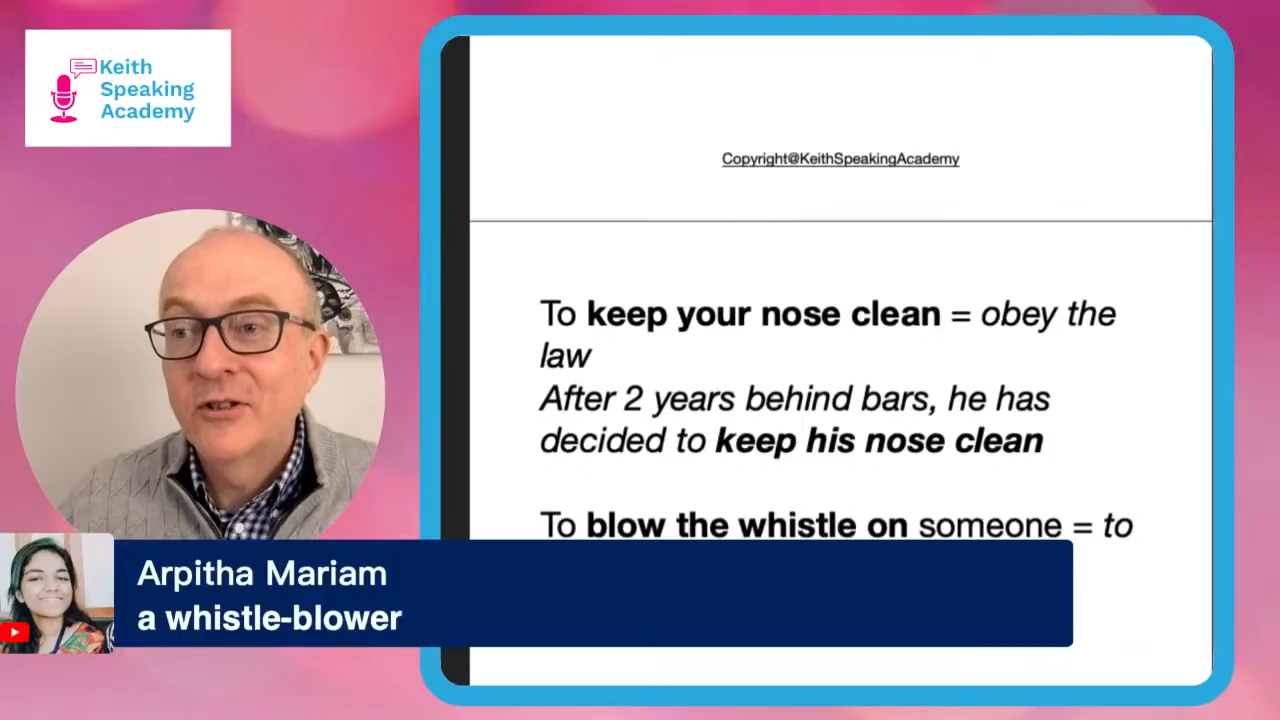 Keith
Speaking
Academy
Copyright@KeithSpeakingAcademy
To keep your nose clean = obey the
law
After 2 years behind bars, he has
decided to keep his nose clean
To blow the whistle on someone = to
Arpitha Mariam
a whistle-blower